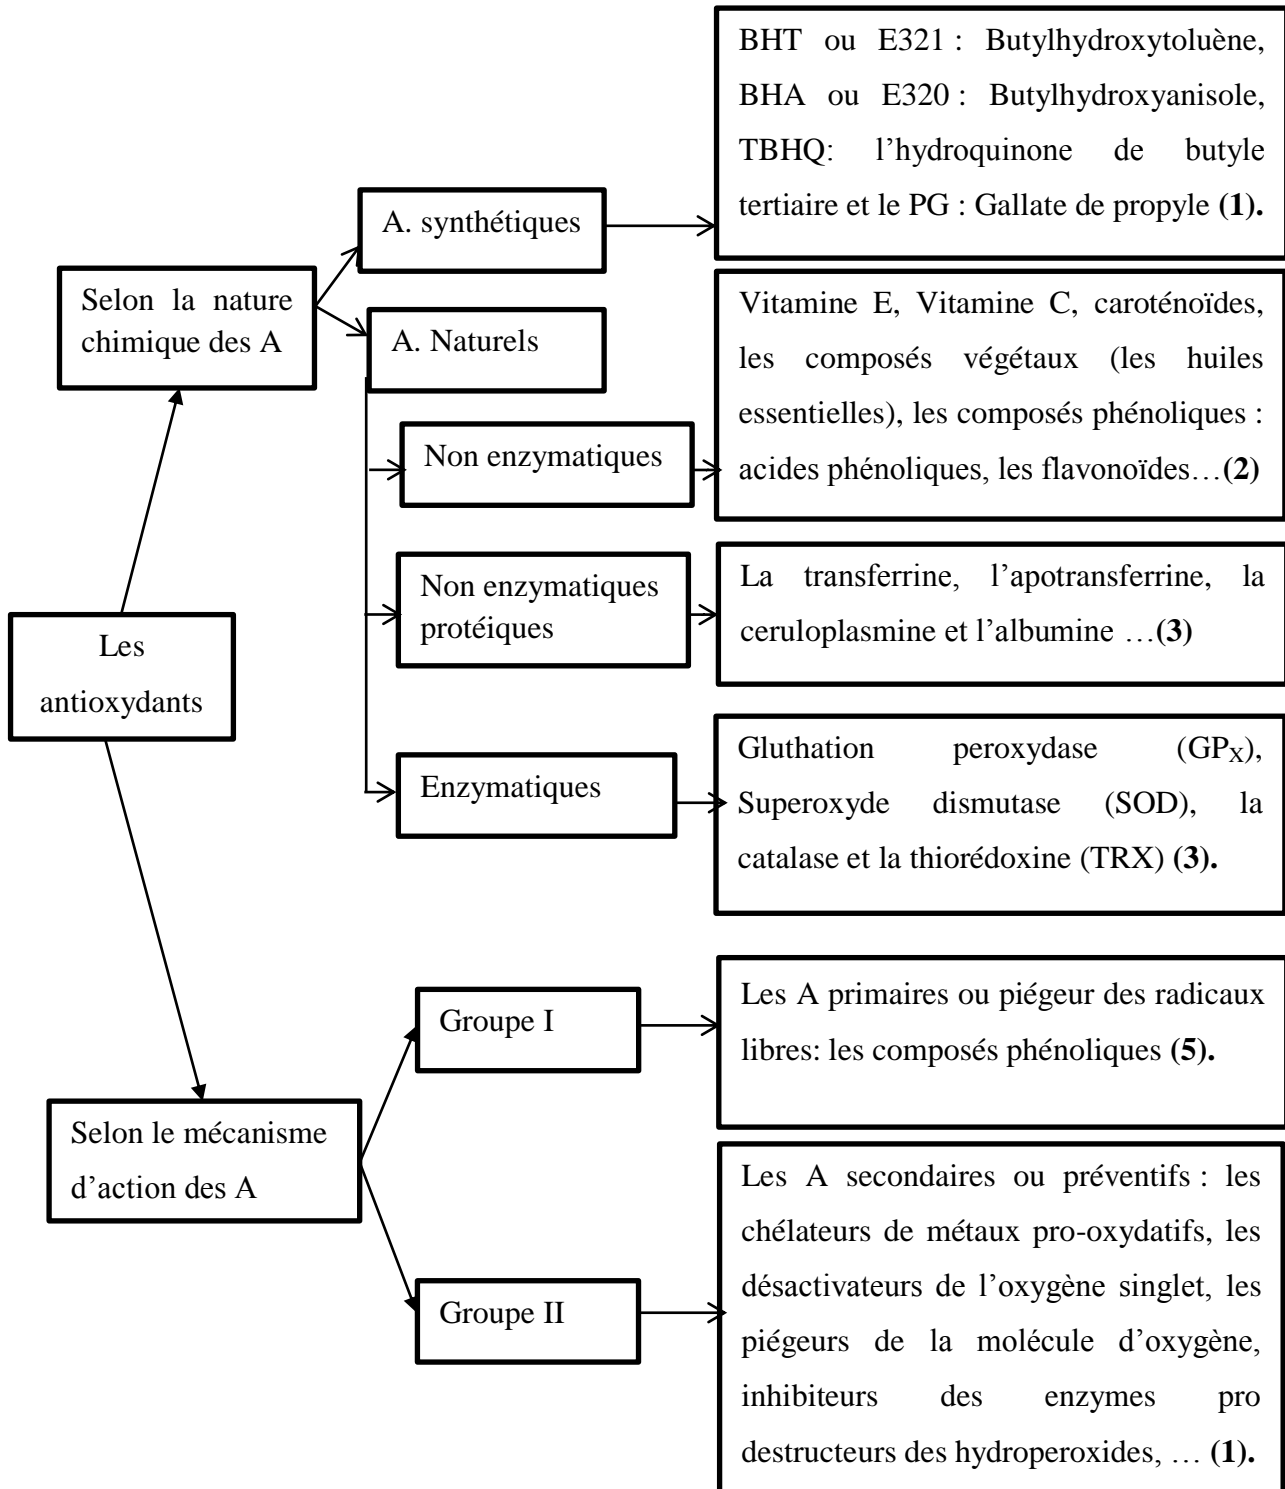 BHT ou E321 : Butylhydroxytoluène,
BHA ou E320 : Butylhydroxyanisole,
TBHQ: l’hydroquinone de butyle
tertiaire et le PG : Gallate de propyle (1).
A. synthétiques
Selon la nature
chimique des A
A. Naturels
Vitamine E, Vitamine C, caroténoïdes,
les composés végétaux (les huiles
essentielles), les composés phénoliques :
acides phénoliques, les flavonoïdes…(2)
Non enzymatiques
Non enzymatiques
protéiques
La transferrine, l’apotransferrine, la
ceruloplasmine et l’albumine …(3)
Les
antioxydants
Enzymatiques
Gluthation peroxydase (GPX),
Superoxyde dismutase (SOD), la
catalase et la thiorédoxine (TRX) (3).
Groupe I
Les A primaires ou piégeur des radicaux
libres: les composés phénoliques (5).
Selon le mécanisme
d’action des A
Groupe II
Les A secondaires ou préventifs : les
chélateurs de métaux pro-oxydatifs, les
désactivateurs de l’oxygène singlet, les
piégeurs de la molécule d’oxygène,
inhibiteurs des enzymes pro
destructeurs des hydroperoxides, … (1).